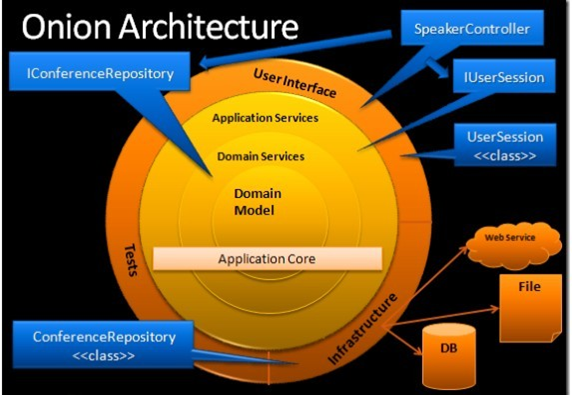 Onion Architecture
SpeakerController
IConferenceRepository
IUserSession
User Interface
Application Services
UserSession
<<class>>
Domain Services
Domain
Model
Application Core
Tests
Infrastructure
Web Service
File
DB
ConferenceRepository
<<class>>